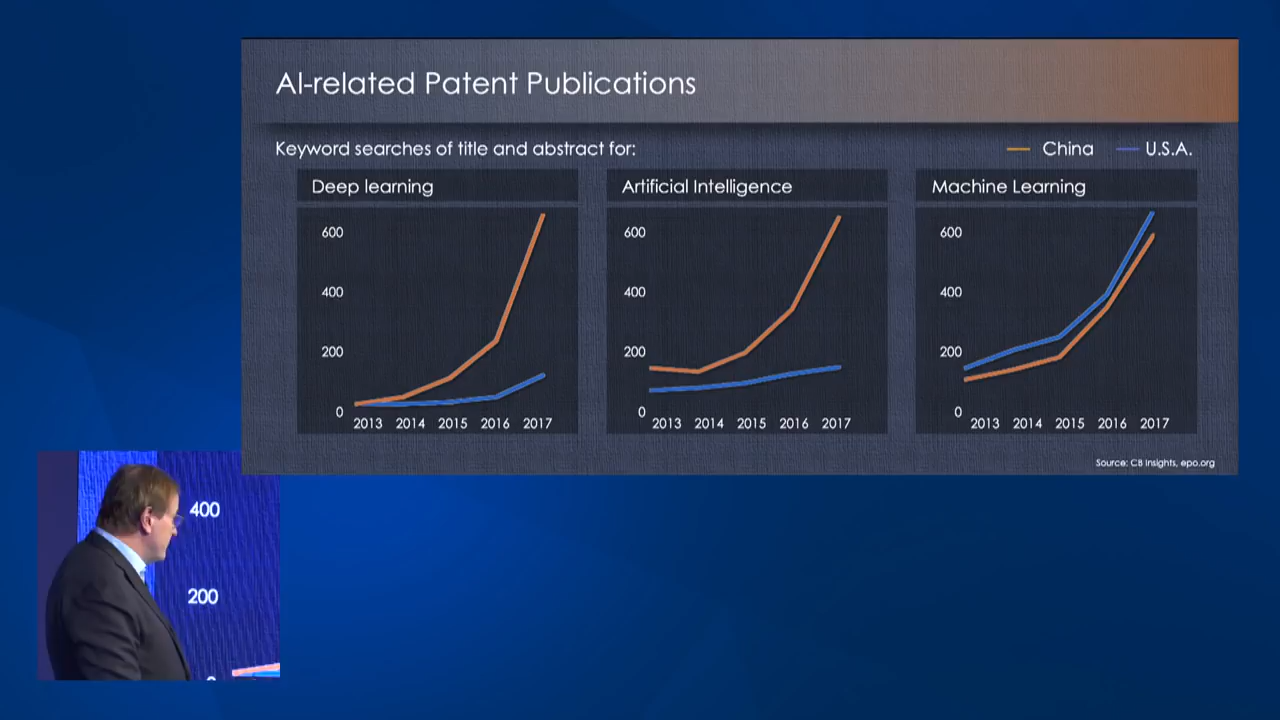 AI-related Patent Publications
Keyword searches of title and abstract for:
China U.S.A.
Deep learning
600
400
200
0
2013 2014 2015 2016 2017
Artificial Intelligence
600
400
200
0
2013 2014 2015 2016 2017
Machine Learning
600
400
200
0
2013 2014 2015 2016 2017
Source: CB Insights, epo.org
400
200